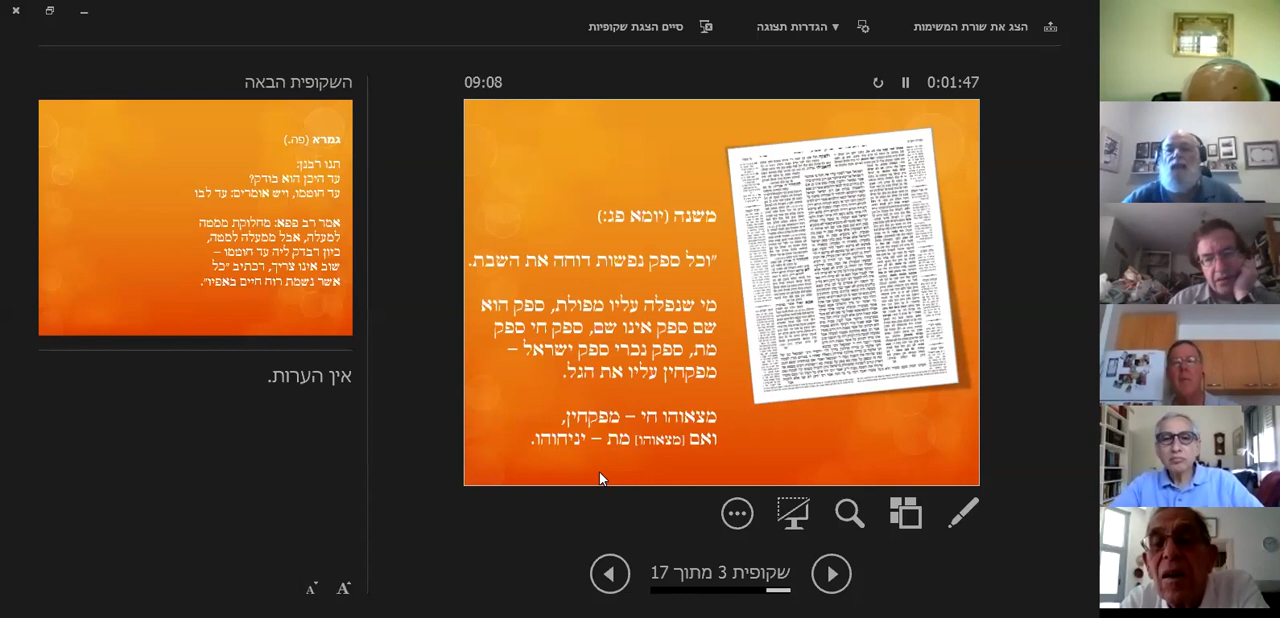 הצג את שורת המשימות
הגדרות תצוגה ▼
סיים הצגת שקופיות
0:01:47
09:08
משנה (יומא פג:)
"וכל ספק נפשות דוחה את השבת.
מי שנפלה עליו מפולת, ספק הוא
שם ספק אינו שם, ספק חי ספק
מת, ספק נכרי ספק ישראל –
מפקחין עליו את הגל.
מצאוהו חי – מפקחין,
ואם [מצאוהו] מת – יניחוהו.
שקופית 3 מתוך 17
השקופית הבאה
גמרא (פה.)
תנו רבנן:
עד היכן הוא בודק?
עד חוטמו, ויש אומרים: עד לבו
אמר רב פפא: מחלוקת ממטה
למעלה, אבל ממעלה למטה,
כיון דבדק ליה עד חוטמו –
שוב אינו צריך, דכתיב "כל
אשר נשמת רוח חיים באפיו".
אין הערות.
A A